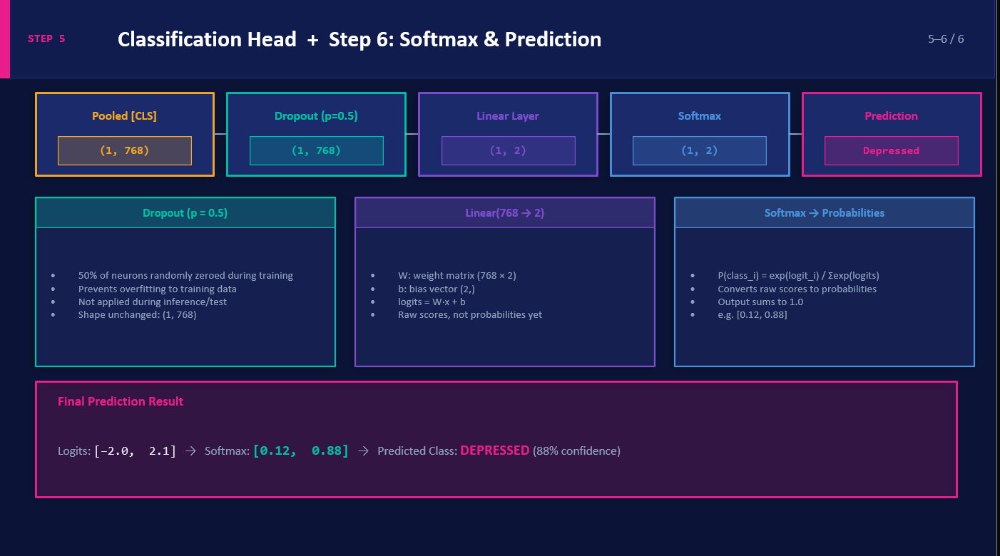 STEP 5
Classification Head + Step 6: Softmax & Prediction
5–6 / 6
Pooled [CLS]
(1, 768)
Dropout (p=0.5)
(1, 768)
Linear Layer
(1, 2)
Softmax
(1, 2)
Prediction
Depressed
Dropout (p = 0.5)
• 50% of neurons randomly zeroed during training
• Prevents overfitting to training data
• Not applied during inference/test
• Shape unchanged: (1, 768)
Linear(768 → 2)
• W: weight matrix (768 × 2)
• b: bias vector (2,)
• logits = W·x + b
• Raw scores, not probabilities yet
Softmax → Probabilities
• P(class_i) = exp(logit_i) / Σexp(logits)
• Converts raw scores to probabilities
• Output sums to 1.0
• e.g. [0.12, 0.88]
Final Prediction Result
Logits: [−2.0, 2.1] → Softmax: [0.12, 0.88] → Predicted Class: DEPRESSED (88% confidence)